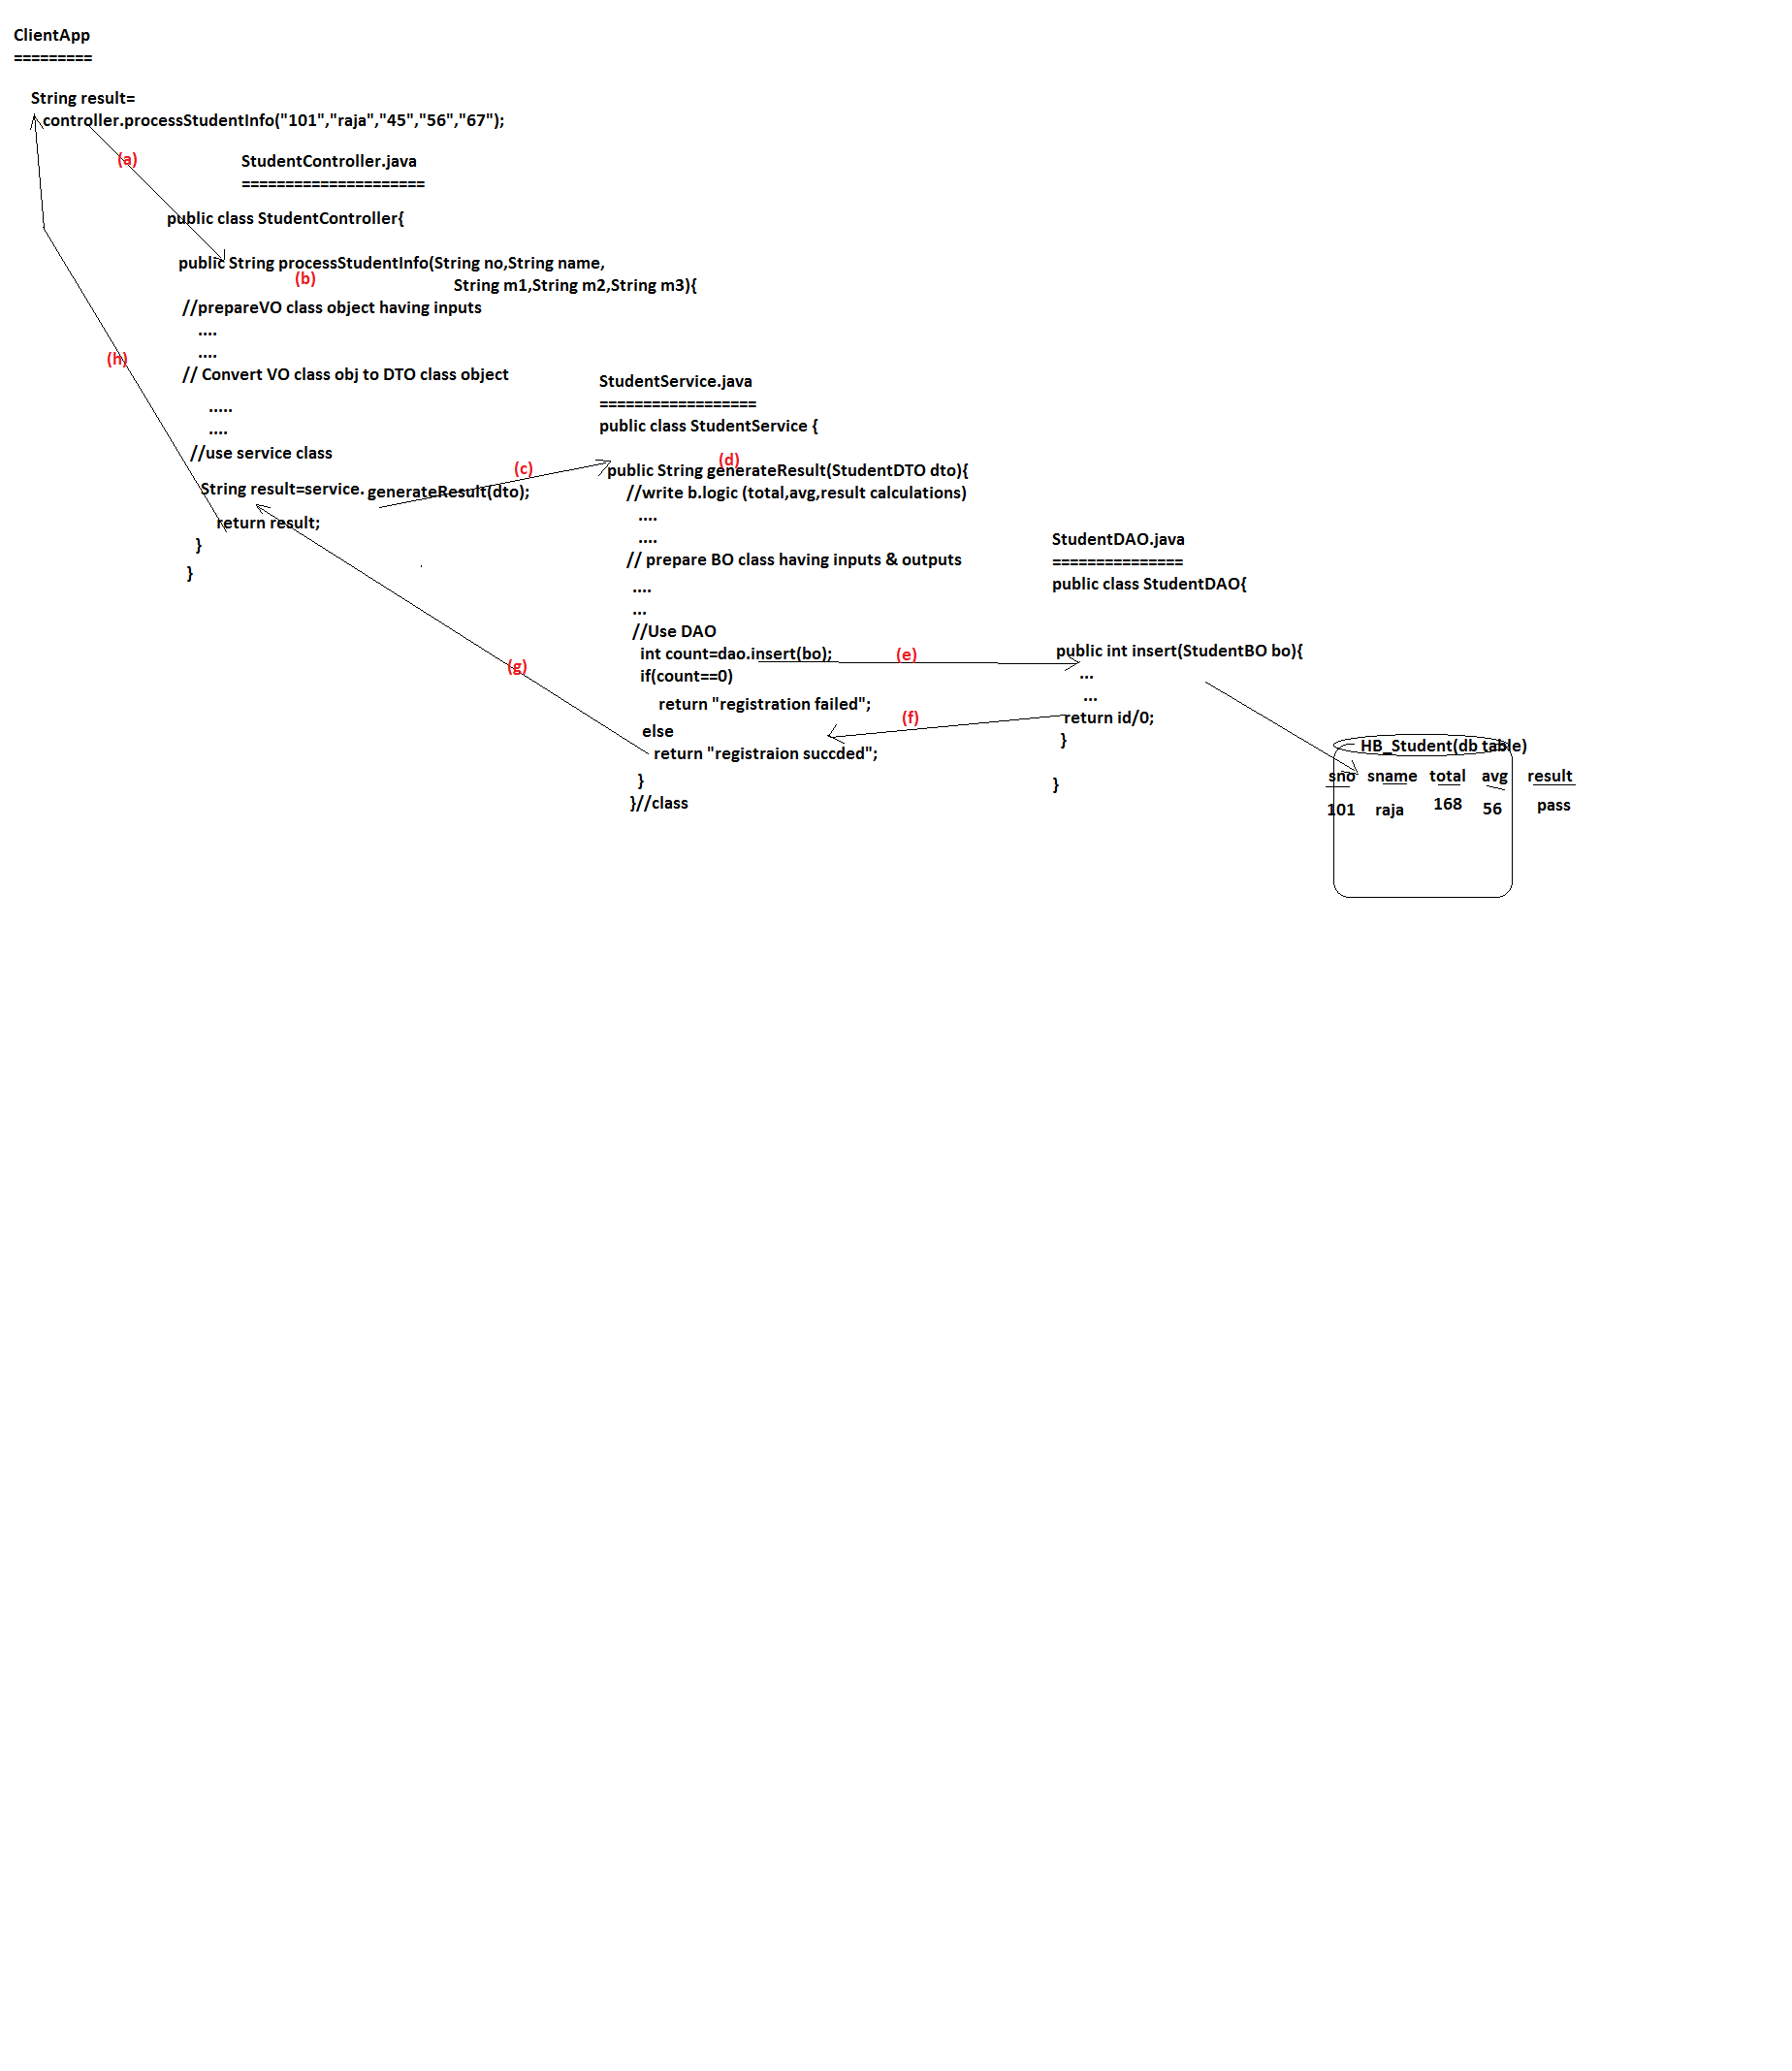 ClientApp
=========
String result=
controller.processStudentInfo("101","raja","45","56","67");
(a)
StudentController.java
=====================
public class StudentController{
public String processStudentInfo(String no,String name,
(b)
String m1,String m2,String m3){
//prepareVO class object having inputs
....
....
(h)
// Convert VO class obj to DTO class object
.....
....
//use service class
(c)
String result=service. generateResult(dto);
return result;
}
}
StudentService.java
==================
public class StudentService {
(d)
public String generateResult(StudentDTO dto){
//write b.logic (total,avg,result calculations)
....
....
// prepare BO class having inputs & outputs
....
...
//Use DAO
int count=dao.insert(bo);
(e)
if(count==0)
(g)
return "registration failed";
(f)
else
return "registraion succded";
}
}//class
StudentDAO.java
===============
public class StudentDAO{
public int insert(StudentBO bo){
...
...
return id/0;
}
}
HB_Student(db table)
sno sname total avg result
101 raja 168 56 pass